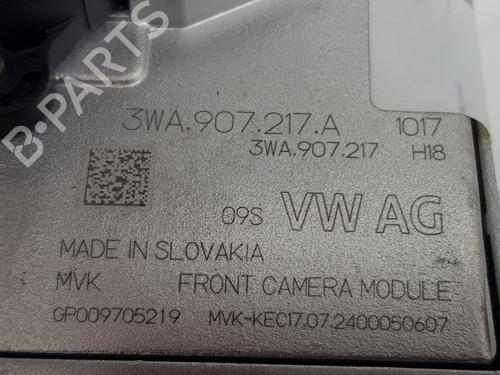 3WA.907.217.A 1017
3WA.907.217 H18
09S VW AG
MADE IN SLOVAKIA
MVK FRONT CAMERA MODULE
GP009705219 MVK-KEC17.07.2400050607
B-PARTS